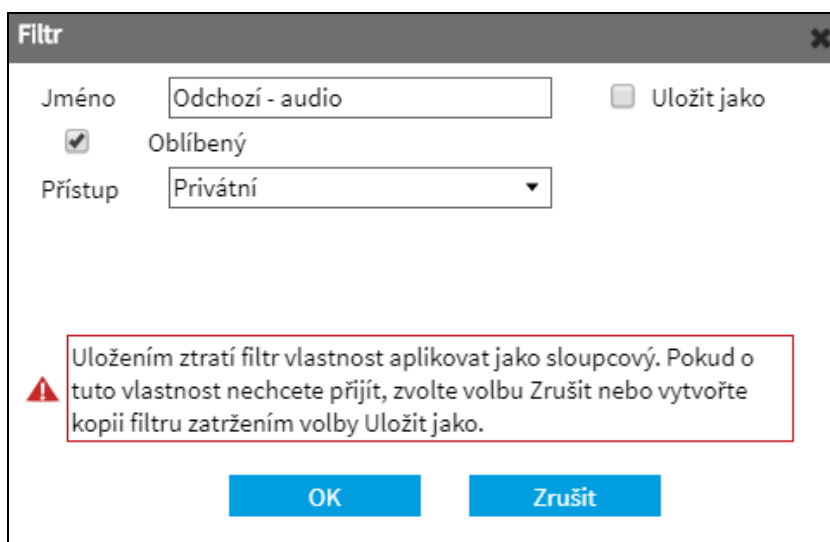 Filtr
Jméno Odchozí - audio Uložit jako
Oblíbený
Přístup Privátní
Uložením ztratí filtr vlastnost aplikovat jako sloupcový. Pokud o
tuto vlastnost nechcete přijít, zvolte volbu Zrušit nebo vytvořte
kopii filtru zatržením volby Uložit jako.
OK Zrušit